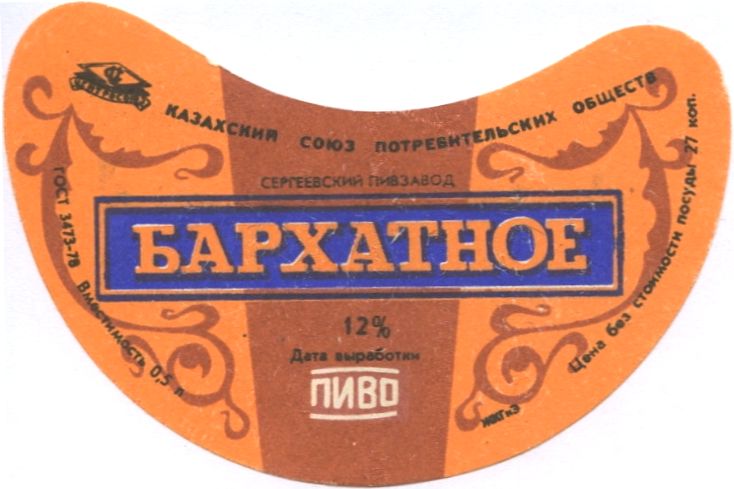 ЦЕНТРОСОЮЗ
КАЗАХСКИЙ СОЮЗ ПОТРЕБИТЕЛЬСКИХ ОБЩЕСТВ
СЕРГЕЕВСКИЙ ПИВЗАВОД
БАРХАТНОЕ
12%
Дата выработки
ПИВО
ГОСТ 3473-78 Вместимость 0,5 л
Цена без стоимости посуды 27 коп.